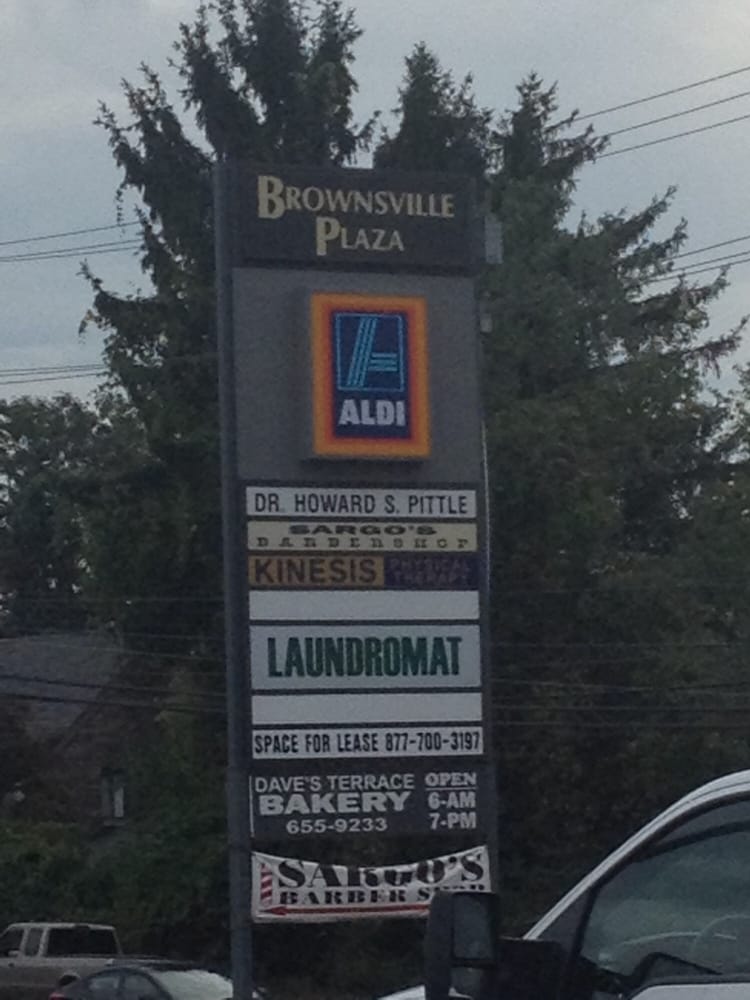 BROWNSVILLE
PLAZA
ALDI
DR. HOWARD S. PITTLE
SARGO'S
BARBERSHOP
KINESIS PHYSICAL
THERAPY
LAUNDROMAT
SPACE FOR LEASE 877-700-3197
DAVE'S TERRACE
BAKERY
655-9233
OPEN
6-AM
7-PM
SARGO'S
BARBER SHOP